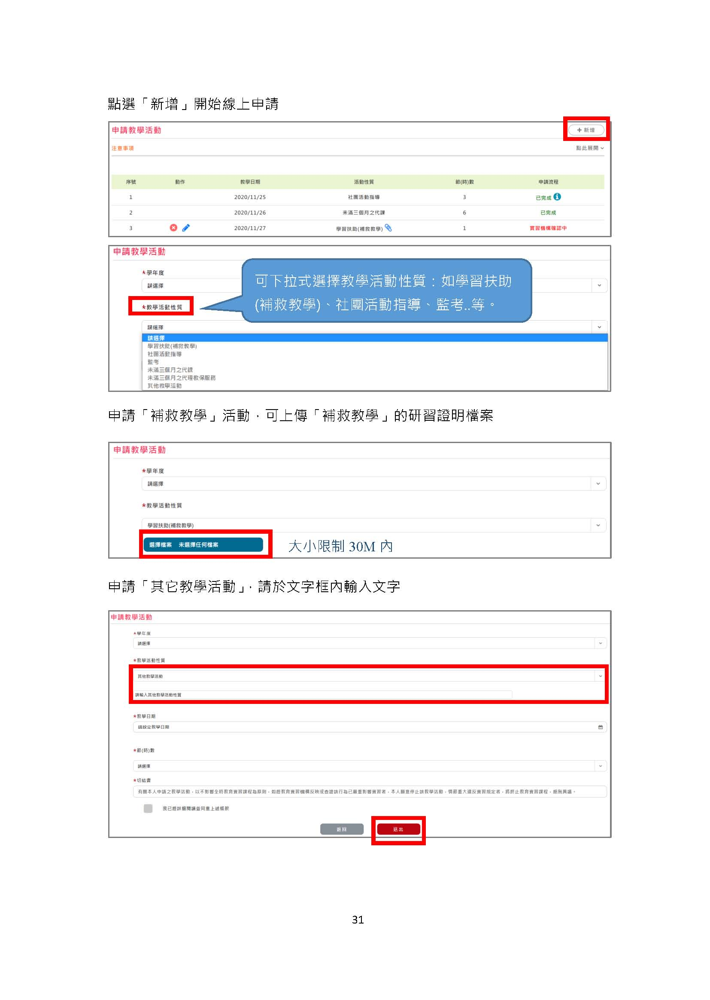 點選「新增」開始線上申請
申請教學活動
+ 新增
注意事項
點此展開
序號 動作 教學日期 活動性質 節(時)數 申請流程
1 2020/11/25 社團活動指導 3 已完成
2 2020/11/26 未滿三個月之代課 6 已完成
3 2020/11/27 學習扶助(補救教學) 1 實習機構確認中
申請教學活動
*學年度
請選擇
可下拉式選擇教學活動性質：如學習扶助
(補救教學)、社團活動指導、監考..等。
*教學活動性質
請選擇
請選擇
學習扶助(補救教學)
社團活動指導
監考
未滿三個月之代課
未滿三個月之代理教保服務
其他教學活動
申請「補救教學」活動，可上傳「補救教學」的研習證明檔案
申請教學活動
*學年度
請選擇
*教學活動性質
學習扶助(補救教學)
選擇檔案 未選擇任何檔案
大小限制 30M 內
申請「其它教學活動」，請於文字框內輸入文字
申請教學活動
*學年度
請選擇
*教學活動性質
其他教學活動
請輸入其他教學活動性質
*教學日期
請設定教學日期
*節(時)數
請選擇
*切結書
有關本人申請之教學活動，以不影響全時教育實習課程為原則，如經教育實習機構反映或查證該行為已嚴重影響實習者，本人願意停止該教學活動，情節重大違反實習規定者，將終止教育實習課程，絕無異議。
我已經詳細閱讀並同意上述條款
返回 送出
31